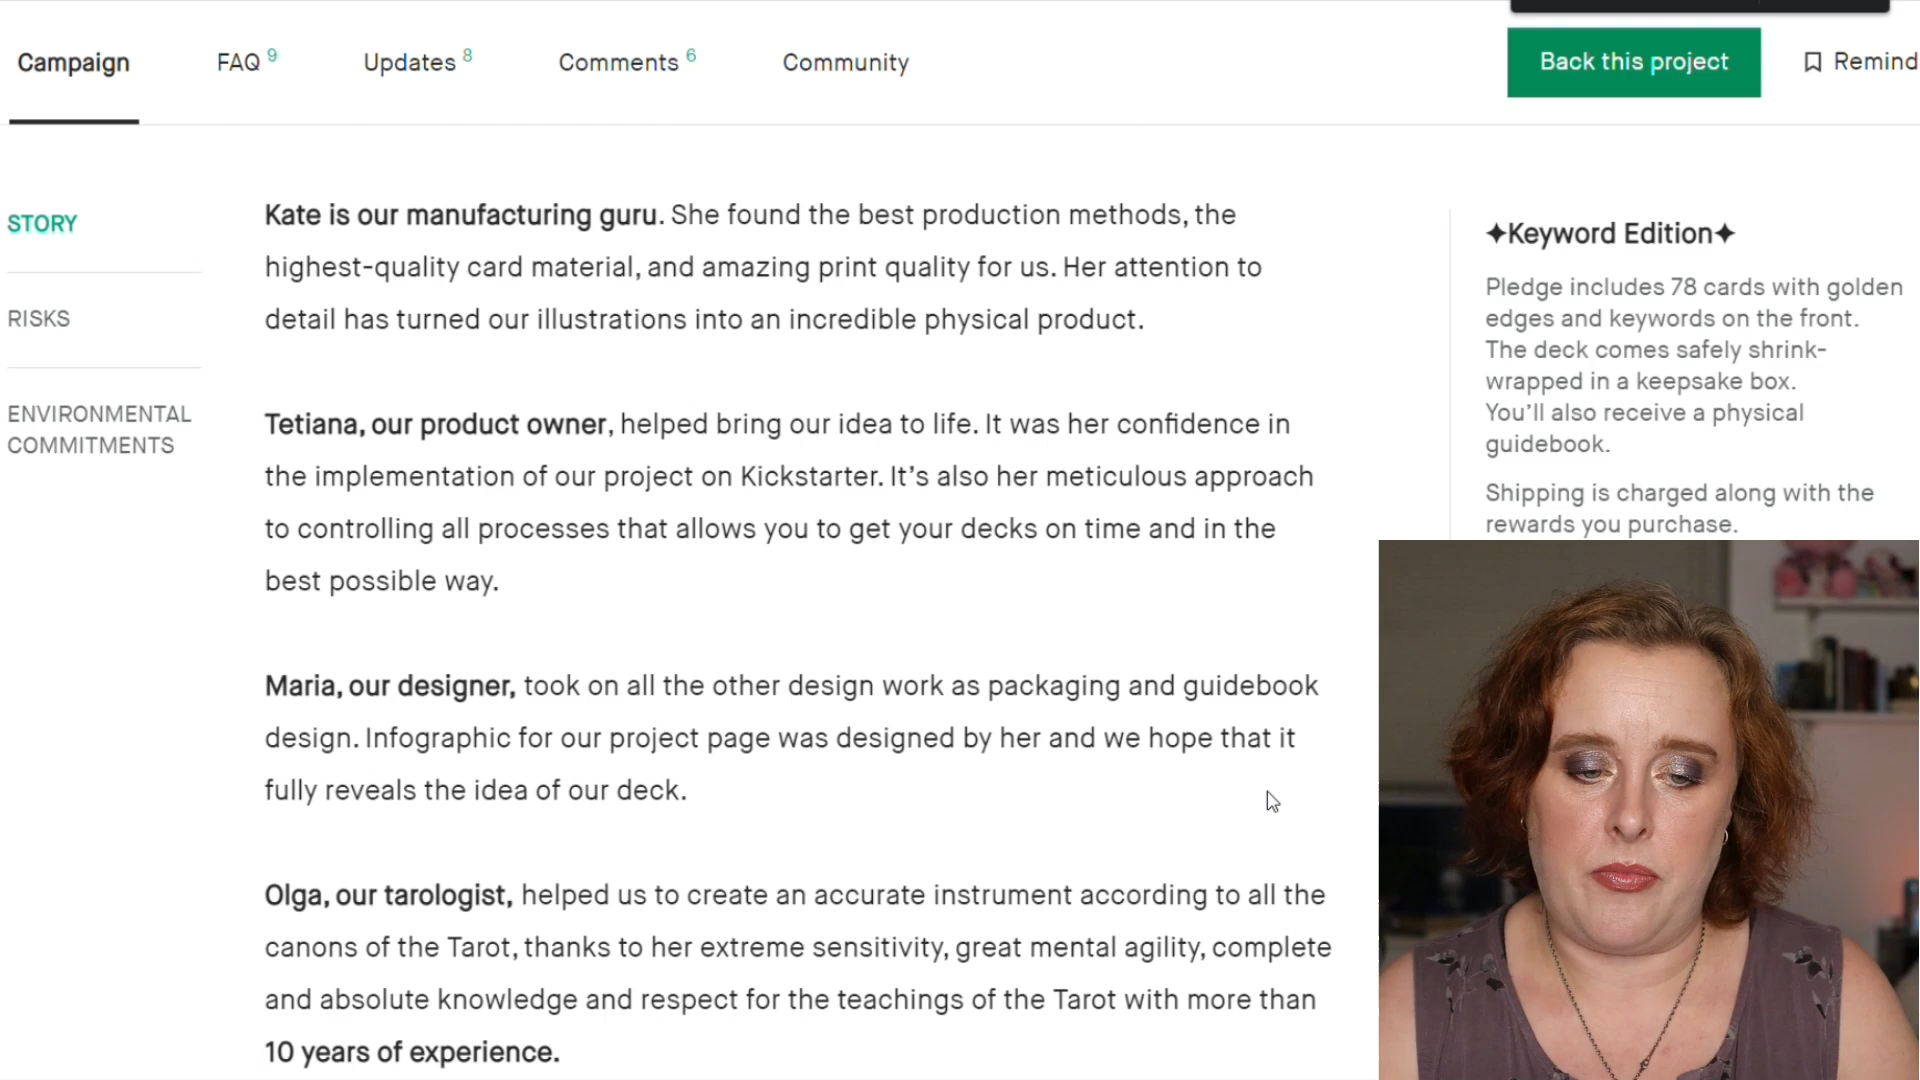 Campaign FAQ 9 Updates 8 Comments 6 Community Back this project Remind
STORY
RISKS
ENVIRONMENTAL
COMMITMENTS
Kate is our manufacturing guru. She found the best production methods, the
highest-quality card material, and amazing print quality for us. Her attention to
detail has turned our illustrations into an incredible physical product.
Tetiana, our product owner, helped bring our idea to life. It was her confidence in
the implementation of our project on Kickstarter. It’s also her meticulous approach
to controlling all processes that allows you to get your decks on time and in the
best possible way.
Maria, our designer, took on all the other design work as packaging and guidebook
design. Infographic for our project page was designed by her and we hope that it
fully reveals the idea of our deck.
Olga, our tarologist, helped us to create an accurate instrument according to all the
canons of the Tarot, thanks to her extreme sensitivity, great mental agility, complete
and absolute knowledge and respect for the teachings of the Tarot with more than
10 years of experience.
✦Keyword Edition✦
Pledge includes 78 cards with golden
edges and keywords on the front.
The deck comes safely shrink-
wrapped in a keepsake box.
You’ll also receive a physical
guidebook.
Shipping is charged along with the
rewards you purchase.